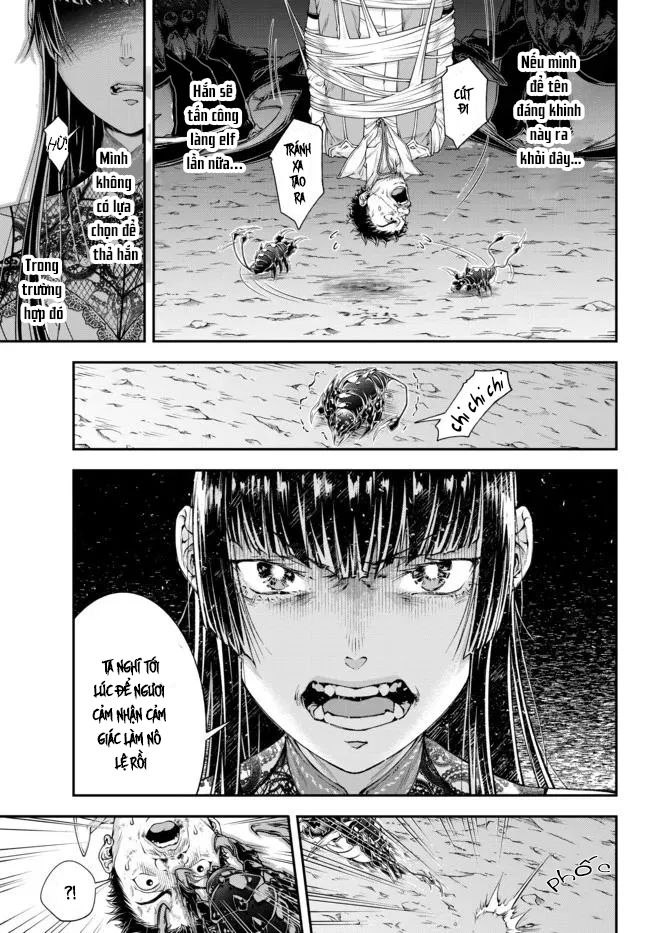 Nếu mình
để tên
đáng khinh
này ra
khỏi đây...
CÚT
ĐI
Hắn sẽ
tấn công
làng elf
lần nữa...
TRÁNH
XA
TAO
RA
HỪ!
Mình
không
có lựa
chọn để
thả hắn
Trong
trường
hợp đó
chi chi chi
TA NGHĨ TỚI
LÚC ĐỂ NGƯƠI
CẢM NHẬN CẢM
GIÁC LÀM NÔ
LỆ RỒI
phốc
?!